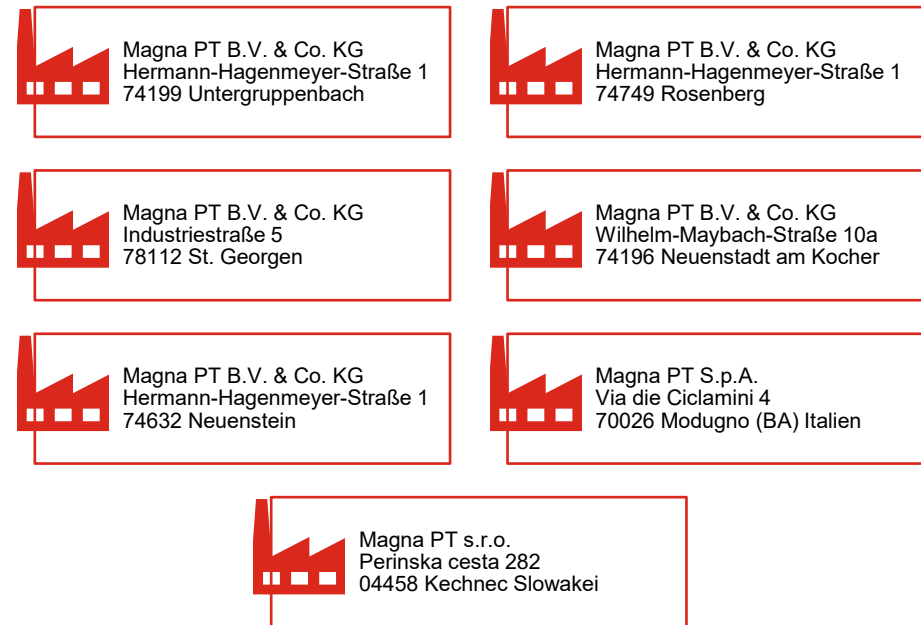 Magna PT B.V. & Co. KG
Hermann-Hagenmeyer-Straße 1
74199 Untergruppenbach
Magna PT B.V. & Co. KG
Hermann-Hagenmeyer-Straße 1
74749 Rosenberg
Magna PT B.V. & Co. KG
Industriestraße 5
78112 St. Georgen
Magna PT B.V. & Co. KG
Wilhelm-Maybach-Straße 10a
74196 Neuenstadt am Kocher
Magna PT B.V. & Co. KG
Hermann-Hagenmeyer-Straße 1
74632 Neuenstein
Magna PT S.p.A.
Via die Ciclamini 4
70026 Modugno (BA) Italien
Magna PT s.r.o.
Perinska cesta 282
04458 Kechnec Slowakei